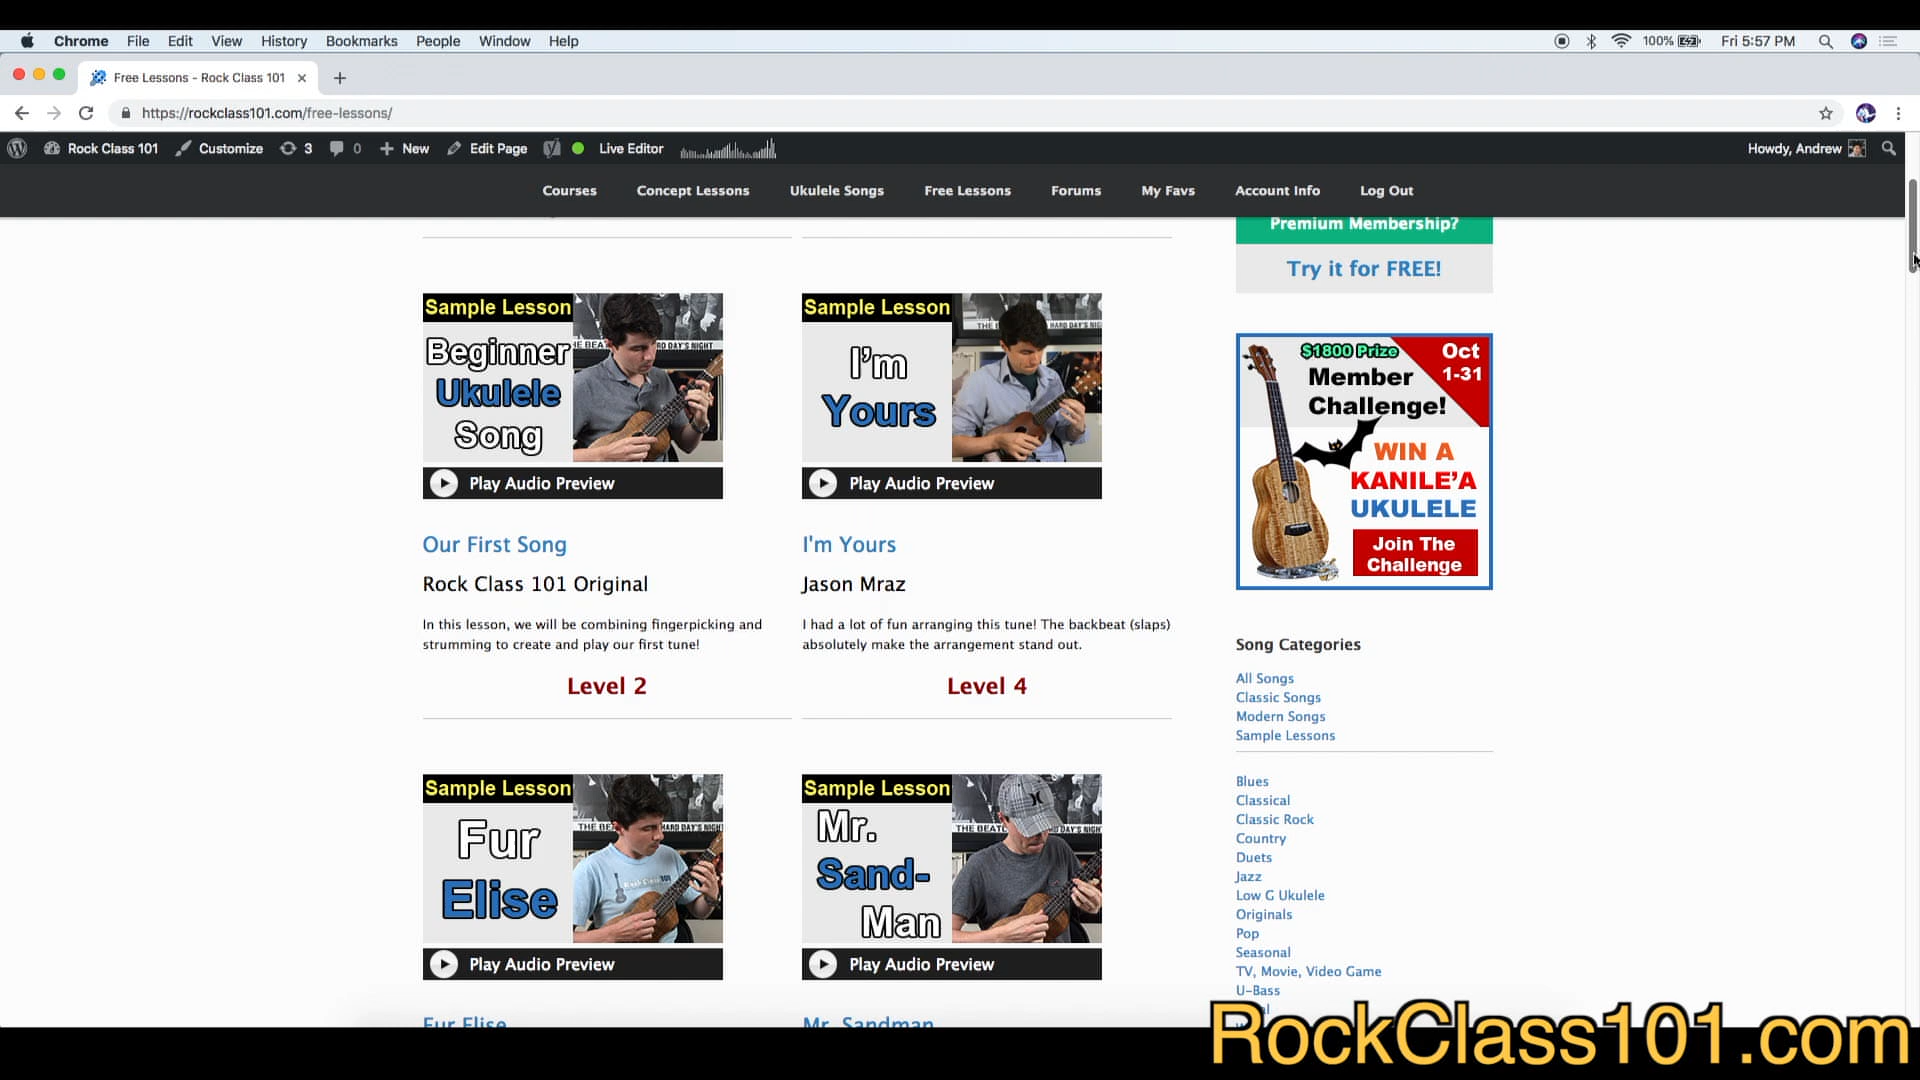 Chrome File Edit View History Bookmarks People Window Help
100% Fri 5:57 PM
Free Lessons - Rock Class 101
https://rockclass101.com/free-lessons/
Rock Class 101 Customize 3 0 New Edit Page Live Editor
Howdy, Andrew
Courses Concept Lessons Ukulele Songs Free Lessons Forums My Favs Account Info Log Out
Sample Lesson
Beginner
Ukulele
Song
Play Audio Preview
Our First Song
Rock Class 101 Original
In this lesson, we will be combining fingerpicking and
strumming to create and play our first tune!
Level 2
Sample Lesson
I'm
Yours
Play Audio Preview
I'm Yours
Jason Mraz
I had a lot of fun arranging this tune! The backbeat (slaps)
absolutely make the arrangement stand out.
Level 4
Sample Lesson
Fur
Elise
Play Audio Preview
Fur Elise
Sample Lesson
Mr.
Sand-
Man
Play Audio Preview
Mr. Sandman
Premium Membership?
Try it for FREE!
$1800 Prize
Oct
1-31
Member
Challenge!
WIN A
KANILE'A
UKULELE
Join The
Challenge
Song Categories
All Songs
Classic Songs
Modern Songs
Sample Lessons
Blues
Classical
Classic Rock
Country
Duets
Jazz
Low G Ukulele
Originals
Pop
Seasonal
TV, Movie, Video Game
U-Bass
RockClass101.com